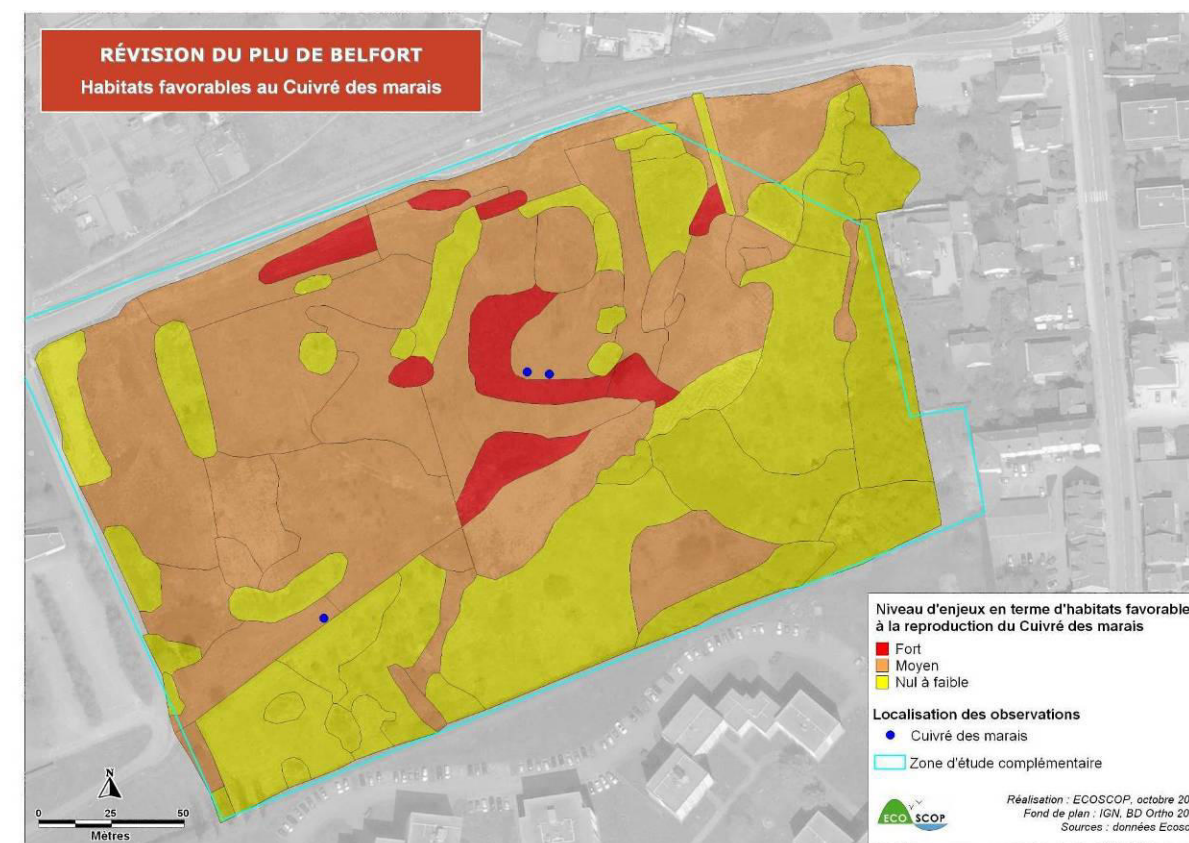 RÉVISION DU PLU DE BELFORT
Habitats favorables au Cuivré des marais
Niveau d'enjeux en terme d'habitats favorable
à la reproduction du Cuivré des marais
Fort
Moyen
Nul à faible
Localisation des observations
Cuivré des marais
Zone d'étude complémentaire
N
0 25 50
Mètres
ECO SCOP
Réalisation : ECOSCOP, octobre 20
Fond de plan : IGN, BD Ortho 20
Sources : données Ecosc